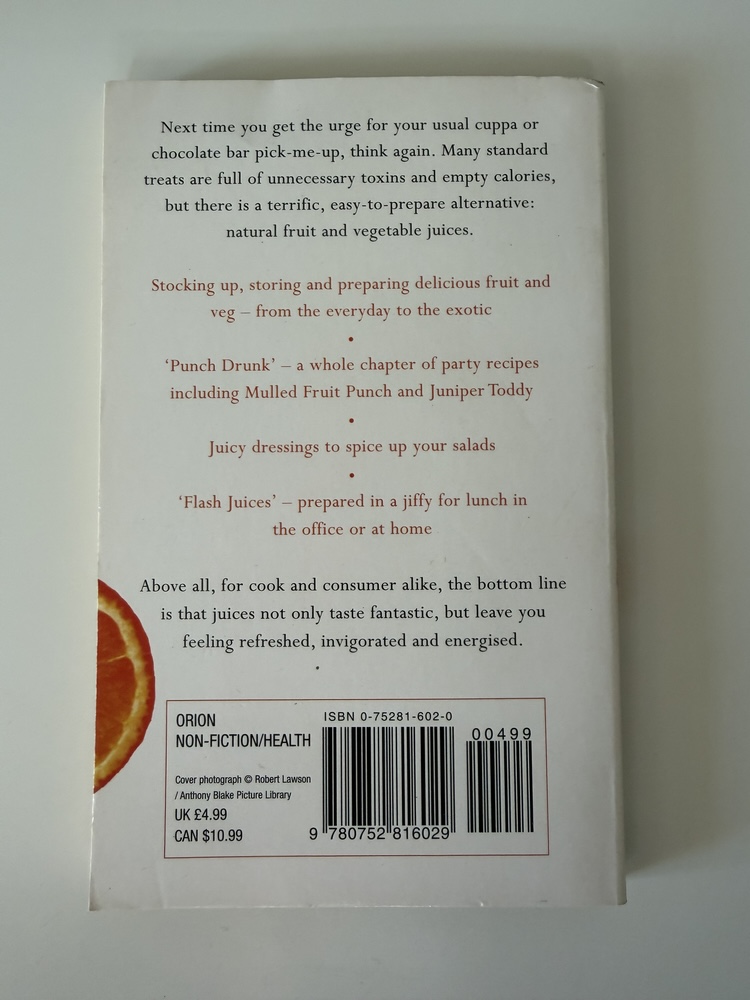 Next time you get the urge for your usual cuppa or
chocolate bar pick-me-up, think again. Many standard
treats are full of unnecessary toxins and empty calories,
but there is a terrific, easy-to-prepare alternative:
natural fruit and vegetable juices.
Stocking up, storing and preparing delicious fruit and
veg – from the everyday to the exotic
•
‘Punch Drunk’ – a whole chapter of party recipes
including Mulled Fruit Punch and Juniper Toddy
•
Juicy dressings to spice up your salads
•
‘Flash Juices’ – prepared in a jiffy for lunch in
the office or at home
Above all, for cook and consumer alike, the bottom line
is that juices not only taste fantastic, but leave you
feeling refreshed, invigorated and energised.
ORION
NON-FICTION/HEALTH
Cover photograph © Robert Lawson
/ Anthony Blake Picture Library
UK £4.99
CAN $10.99
ISBN 0-75281-602-0
00499
9 780752 816029